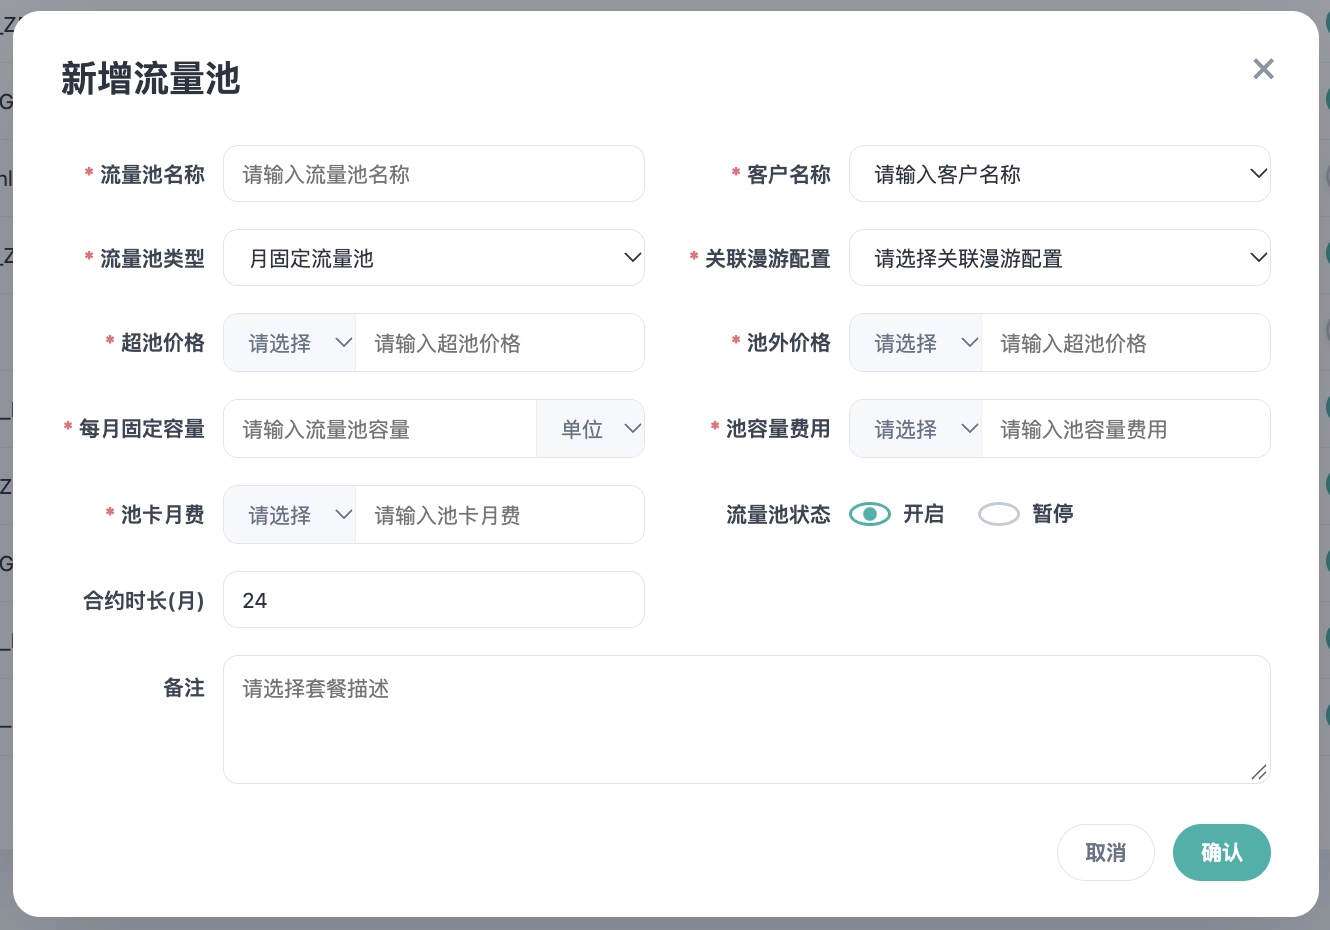 新增流量池
* 流量池名称 请输入流量池名称 * 客户名称 请输入客户名称
* 流量池类型 月固定流量池 * 关联漫游配置 请选择关联漫游配置
* 超池价格 请选择 请输入超池价格 * 池外价格 请选择 请输入超池价格
* 每月固定容量 请输入流量池容量 单位 * 池容量费用 请选择 请输入池容量费用
* 池卡月费 请选择 请输入池卡月费 流量池状态 开启 暂停
合约时长(月) 24
备注 请选择套餐描述
取消 确认